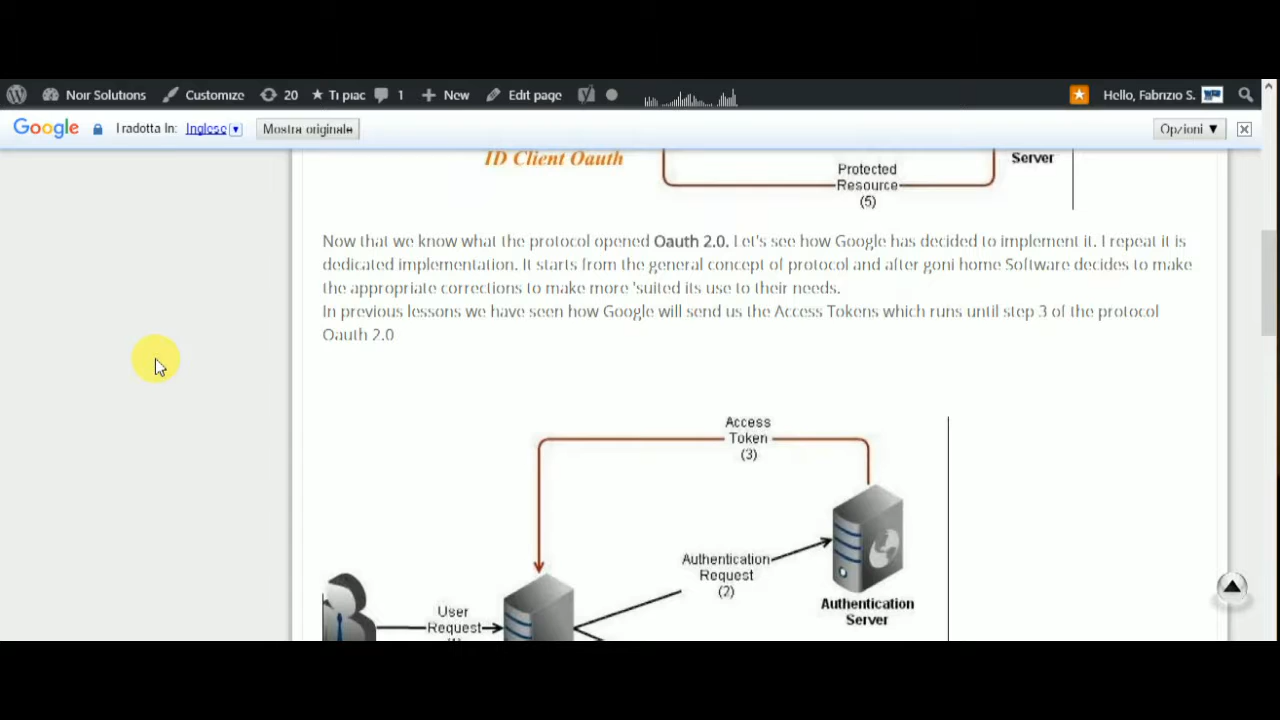 Noir Solutions Customize 20 Ti piac 1 New Edit page Hello, Fabrizio S.
Google Tradotta In: Inglese Mostra originale Opzioni
ID Client Oauth
Server
Protected
Resource
(5)
Now that we know what the protocol opened Oauth 2.0. Let's see how Google has decided to implement it. I repeat it is
dedicated implementation. It starts from the general concept of protocol and after goni home Software decides to make
the appropriate corrections to make more 'suited its use to their needs.
In previous lessons we have seen how Google will send us the Access Tokens which runs until step 3 of the protocol
Oauth 2.0
Access
Token
(3)
Authentication
Request
(2)
Authentication
Server
User
Request